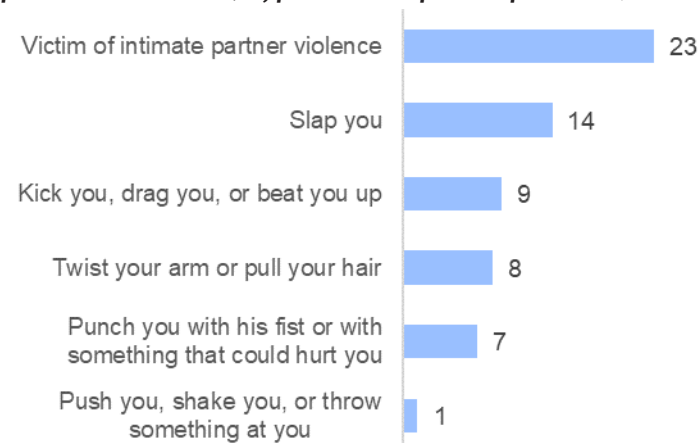 Victim of intimate partner violence 23
Slap you 14
Kick you, drag you, or beat you up 9
Twist your arm or pull your hair 8
Punch you with his fist or with
something that could hurt you 7
Push you, shake you, or throw
something at you 1